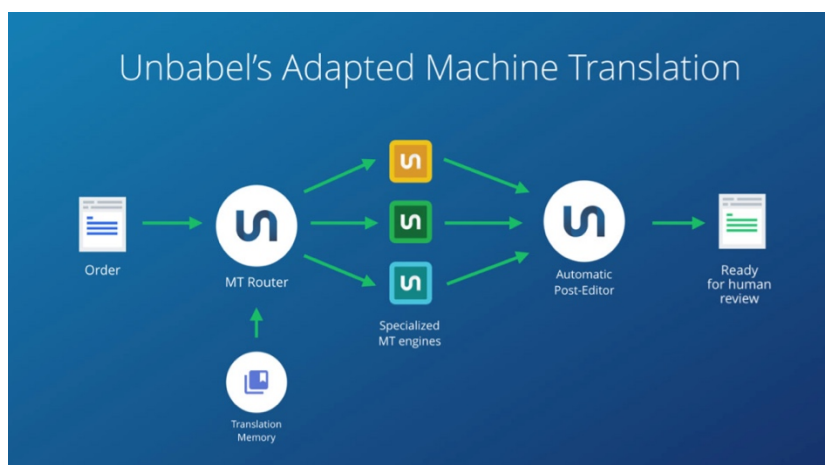 Unbabel's Adapted Machine Translation
Order
MT Router
Translation
Memory
Specialized
MT engines
Automatic
Post-Editor
Ready
for human
review